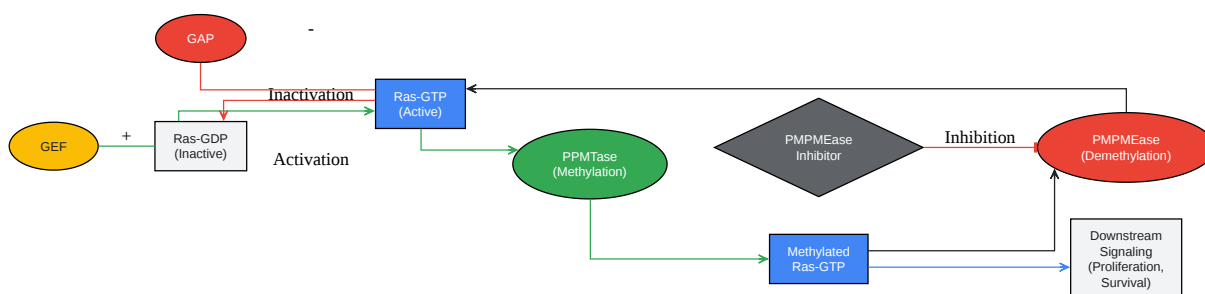 GAP
-
Inactivation
Ras-GTP
(Active)
GEF
+
Ras-GDP
(Inactive)
Activation
PPMTase
(Methylation)
PMPMEase
Inhibitor
Inhibition
PMPMEase
(Demethylation)
Methylated
Ras-GTP
Downstream
Signaling
(Proliferation,
Survival)